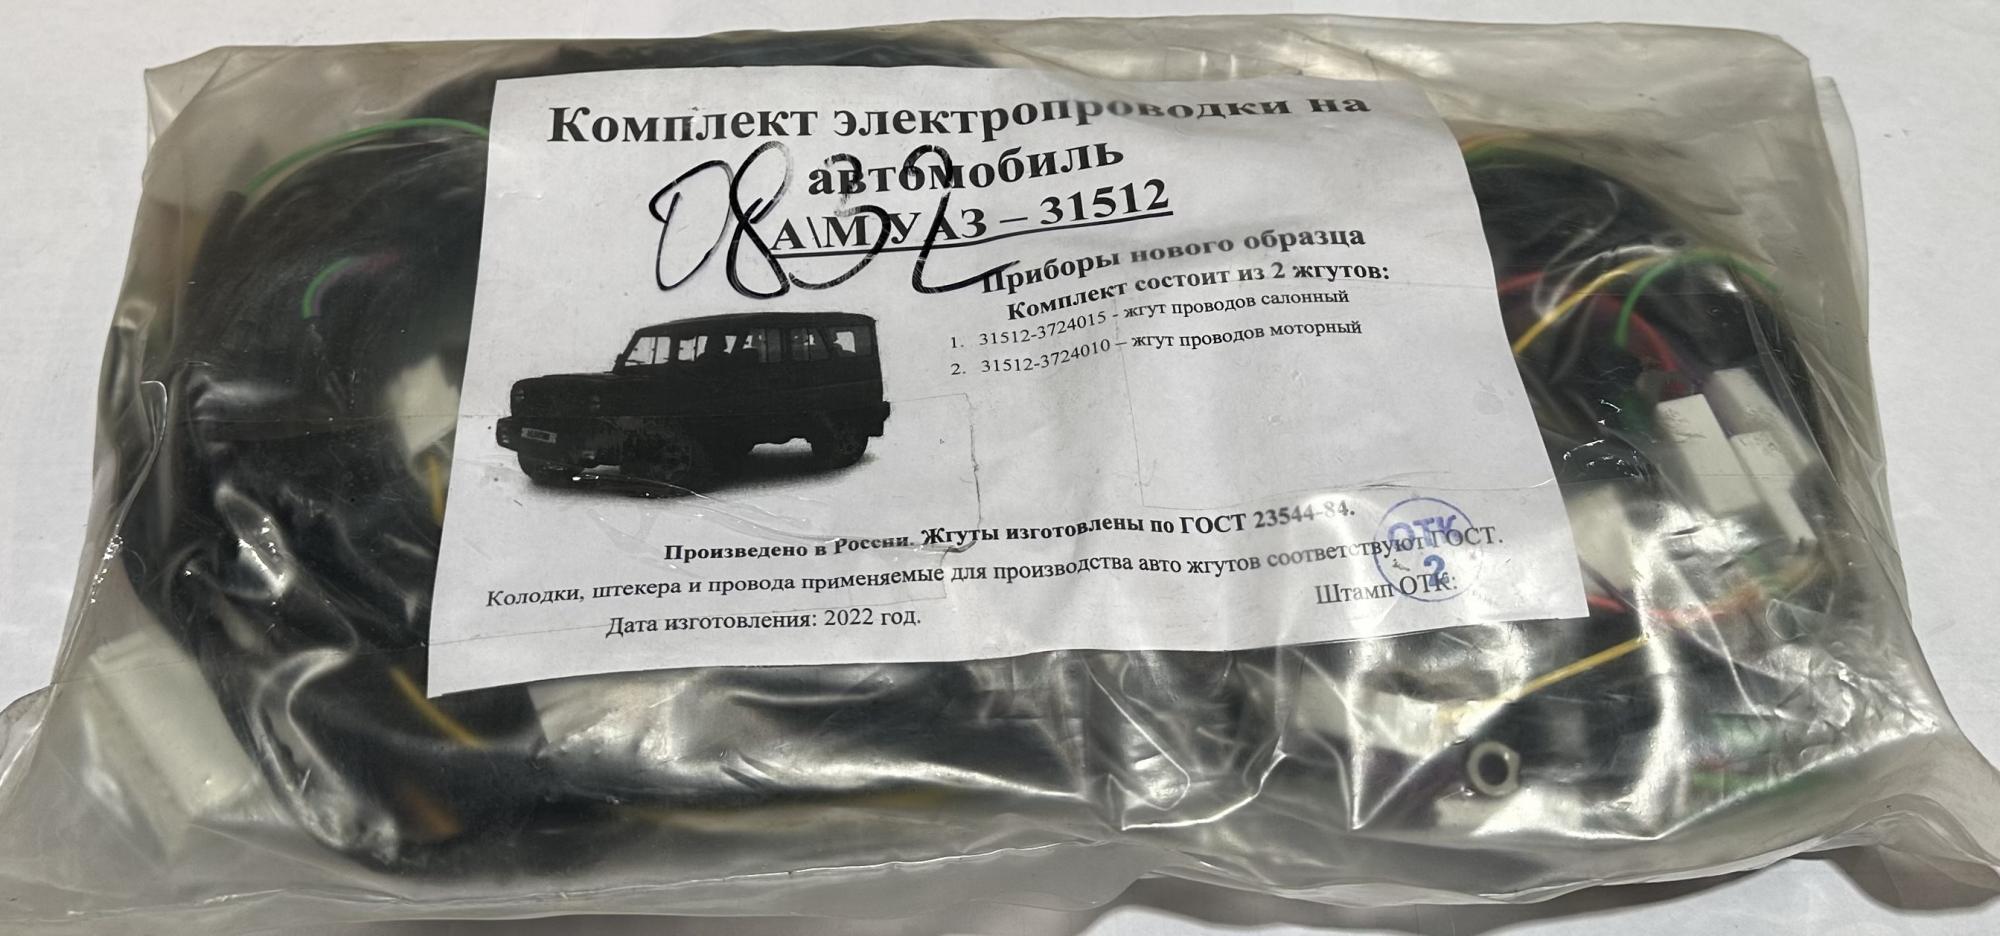 Комплект электропроводки на
автомобиль
А\М УАЗ – 31512
0832
Приборы нового образца
Комплект состоит из 2 жгутов:
1. 31512-3724015 - жгут проводов салонный
2. 31512-3724010 – жгут проводов моторный
Произведено в России. Жгуты изготовлены по ГОСТ 23544-84.
Колодки, штекера и провода применяемые для производства авто жгутов соответствуют ГОСТ.
Дата изготовления: 2022 год.
Штамп ОТК:
ОТК
2